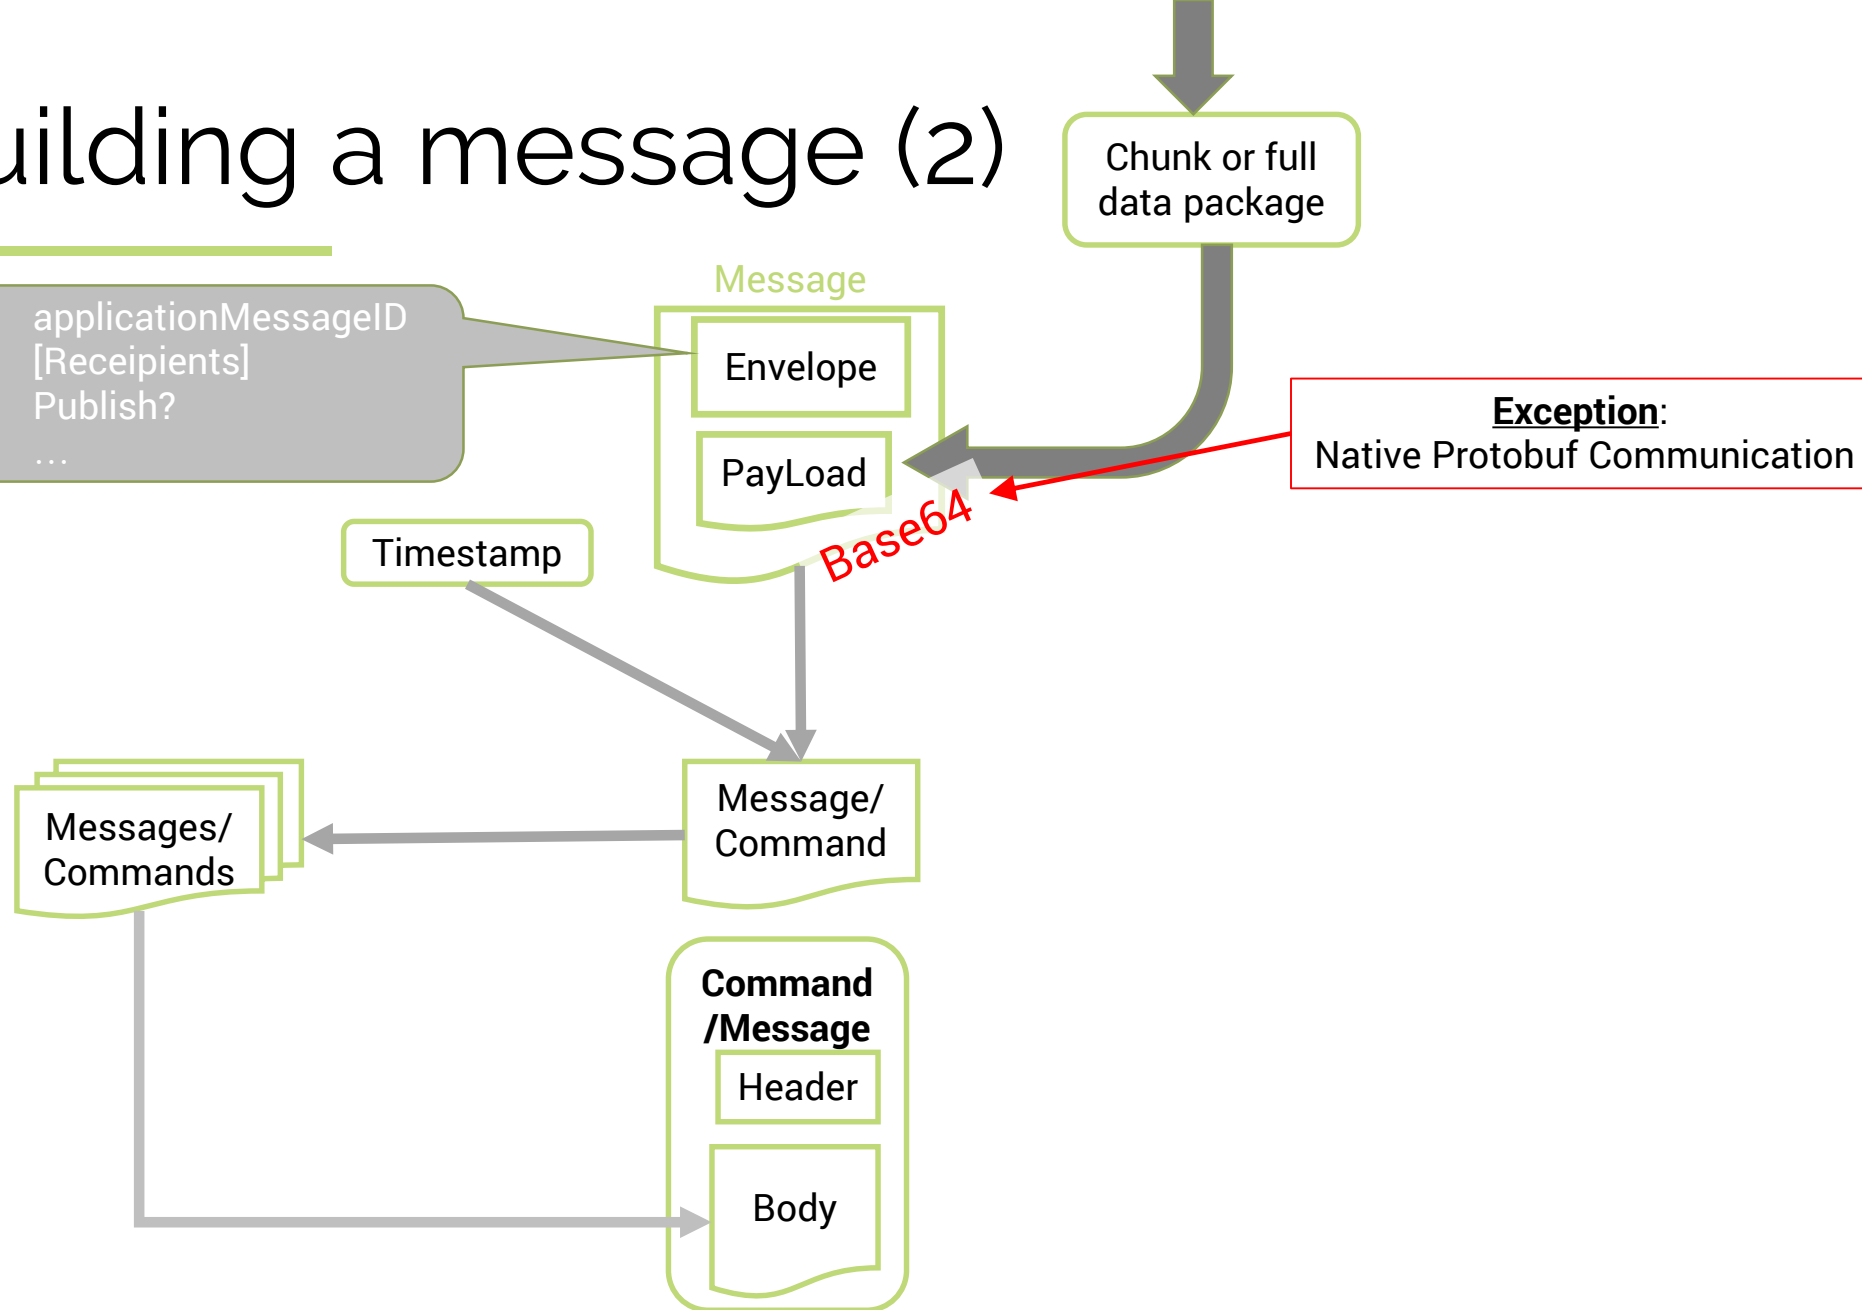 uilding a message (2)
Chunk or full
data package
Message
applicationMessageID
[Receipients]
Publish?
…
Envelope
PayLoad
Base64
Exception:
Native Protobuf Communication
Timestamp
Messages/
Commands
Message/
Command
Command
/Message
Header
Body